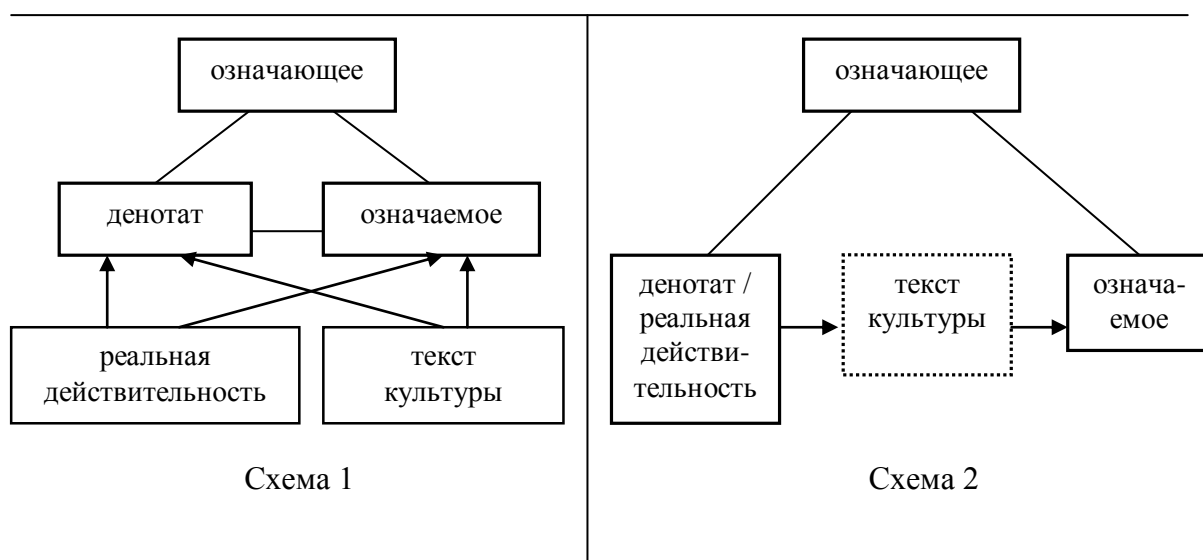 означающее
денотат
означаемое
реальная
действительность
текст
культуры
Схема 1
означающее
денотат /
реальная
действи-
тельность
текст
культуры
означа-
емое
Схема 2